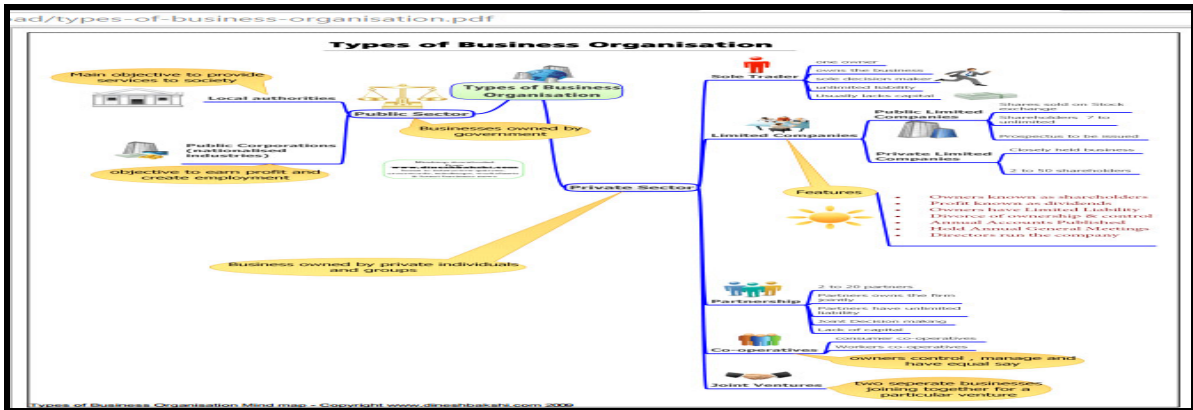 ad/types-of-business-organisation.pdf
Types of Business Organisation
Types of Business
Organisation
Main objective to provide
services to society
Local authorities
Public Sector
Businesses owned by
government
Public Corporations
(nationalised
industries)
objective to earn profit and
create employment
www.dineshbakshi.com
Private Sector
Business owned by private individuals
and groups
Sole Trader
one owner
owns the business
sole decision maker
unlimited liability
Usually lacks capital
Limited Companies
Public Limited
Companies
Shares sold on Stock
exchange
Shareholders 7 to
unlimited
Prospectus to be issued
Private Limited
Companies
Closely held business
2 to 50 shareholders
Features
• Owners known as shareholders
• Profit known as dividends
• Owners have Limited Liability
• Divorce of ownership & control
• Annual Accounts Published
• Hold Annual General Meetings
• Directors run the company
Partnership
2 to 20 partners
Partners owns the firm
jointly
Partners have unlimited
liability
Joint Decision making
Lack of capital
Co-operatives
consumer co-operatives
Workers co-operatives
owners control , manage and
have equal say
Joint Ventures
two seperate businesses
joining together for a
particular venture
Types of Business Organisation Mind map - Copyright www.dineshbakshi.com 2009